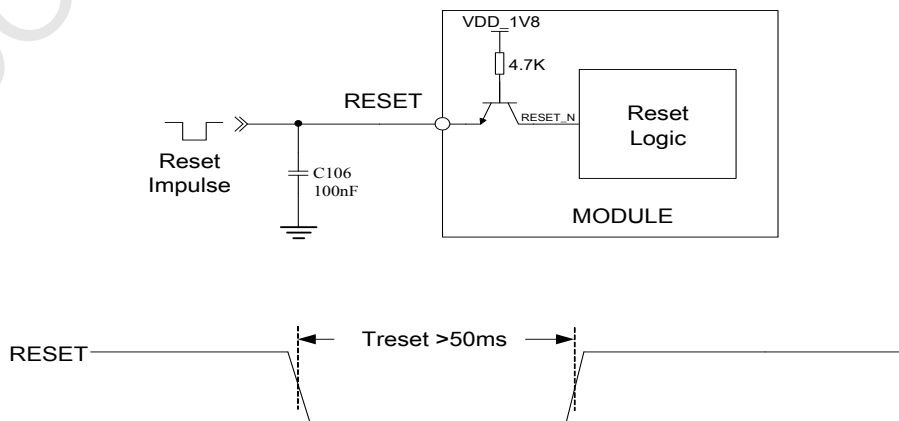 VDD_1V8
4.7K
RESET
RESET_N
Reset
Logic
Reset
Impulse
C106
100nF
MODULE
Treset >50ms
RESET